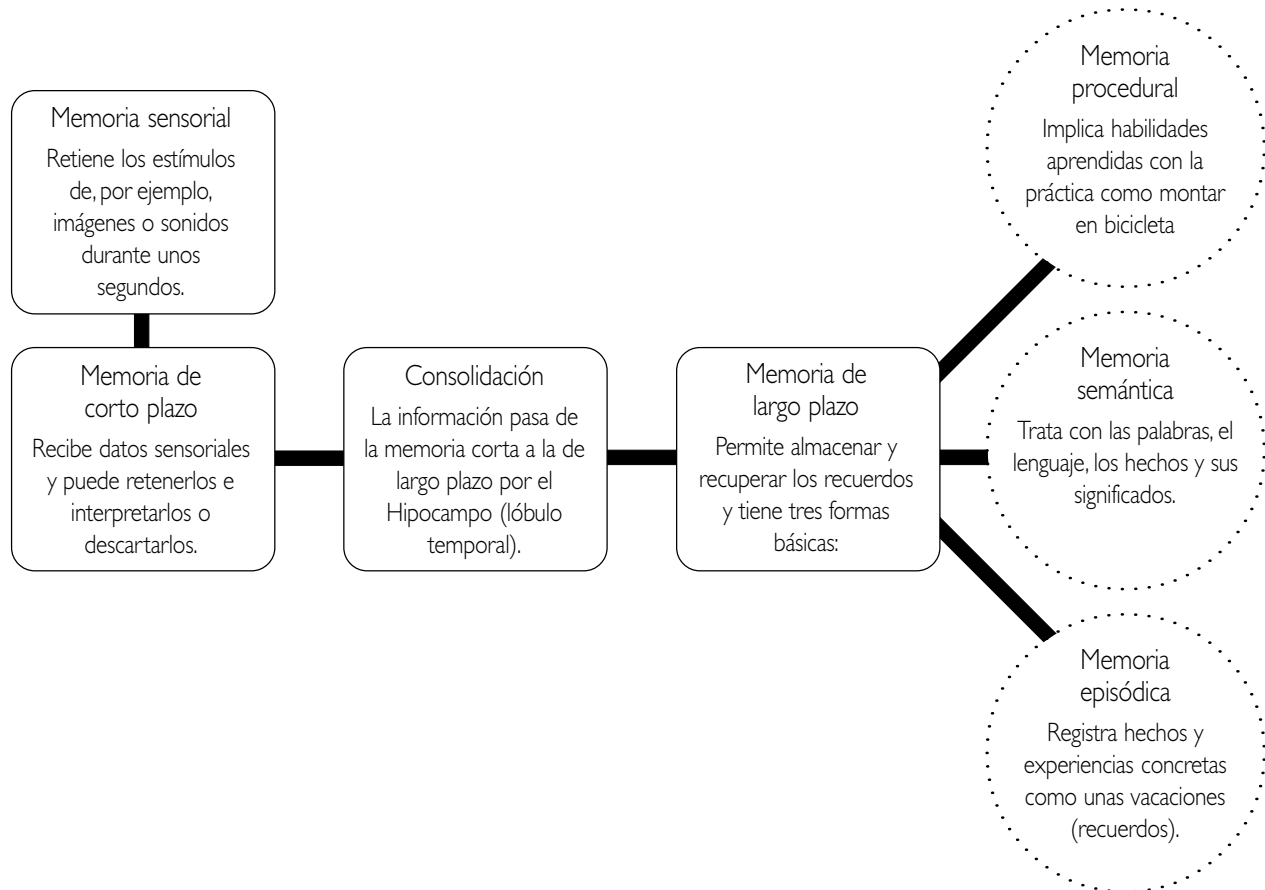 Memoria sensorial
Retiene los estímulos
de, por ejemplo,
imágenes o sonidos
durante unos
segundos.
Memoria de
corto plazo
Recibe datos sensoriales
y puede retenerlos e
interpretarlos o
descartarlos.
Consolidación
La información pasa de
la memoria corta a la de
largo plazo por el
Hipocampo (lóbulo
temporal).
Memoria de
largo plazo
Permite almacenar y
recuperar los recuerdos
y tiene tres formas
básicas:
Memoria
procedural
Implica habilidades
aprendidas con la
práctica como montar
en bicicleta
Memoria
semántica
Trata con las palabras, el
lenguaje, los hechos y sus
significados.
Memoria
episódica
Registra hechos y
experiencias concretas
como unas vacaciones
(recuerdos).